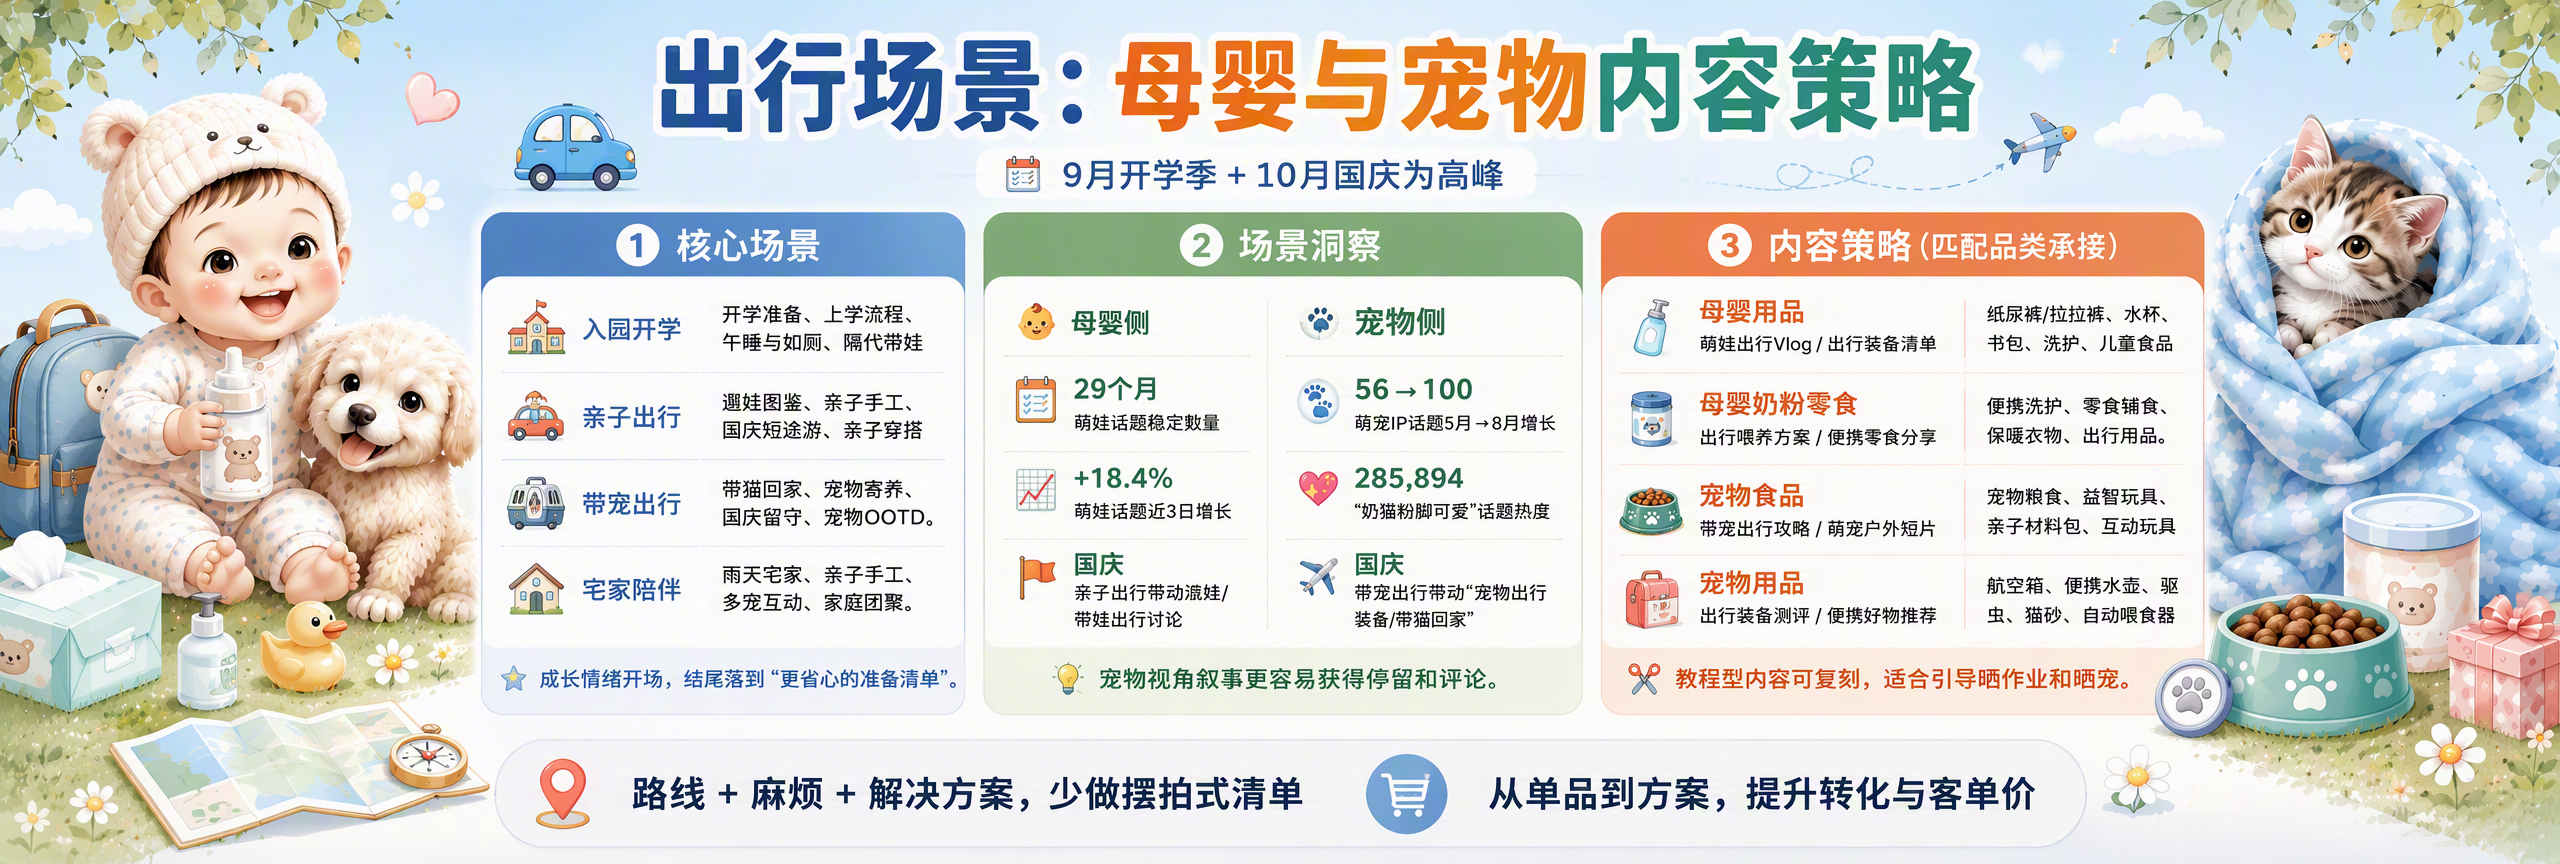 出行场景：母婴与宠物内容策略
9月开学季 + 10月国庆为高峰
1 核心场景
入园开学
开学准备、上学流程、
午睡与如厕、隔代带娃
亲子出行
遛娃图鉴、亲子手工、
国庆短途游、亲子穿搭
带宠出行
带猫回家、宠物寄养、
国庆留守、宠物OOTD。
宅家陪伴
雨天宅家、亲子手工、
多宠互动、家庭团聚。
成长情绪开场，结尾落到“更省心的准备清单”。
2 场景洞察
母婴侧
29个月
萌娃话题稳定數量
+18.4%
萌娃话题近3日增长
国庆
亲子出行带动溉娃/
带娃出行讨论
宠物侧
56→100
萌宠IP话题5月→8月增长
285,894
“奶猫粉脚可爱”话题热度
国庆
带宠出行带动“宠物出行
装备/带猫回家”
宠物视角叙事更容易获得停留和评论。
3 内容策略（匹配品类承接）
母婴用品
萌娃出行Vlog / 出行装备清单
纸尿裤/拉拉裤、水杯、
书包、洗护、儿童食品
母婴奶粉零食
出行喂养方案 / 便携零食分享
便携洗护、零食辅食、
保暖衣物、出行用品。
宠物食品
带宠出行攻略 / 萌宠户外短片
宠物粮食、益智玩具、
亲子材料包、互动玩具
宠物用品
出行装备测评 / 便携好物推荐
航空箱、便携水壶、驱
虫、猫砂、自动喂食器
教程型内容可复刻，适合引导晒作业和晒宠。
路线 + 麻烦 + 解决方案，少做摆拍式清单
从单品到方案，提升转化与客单价